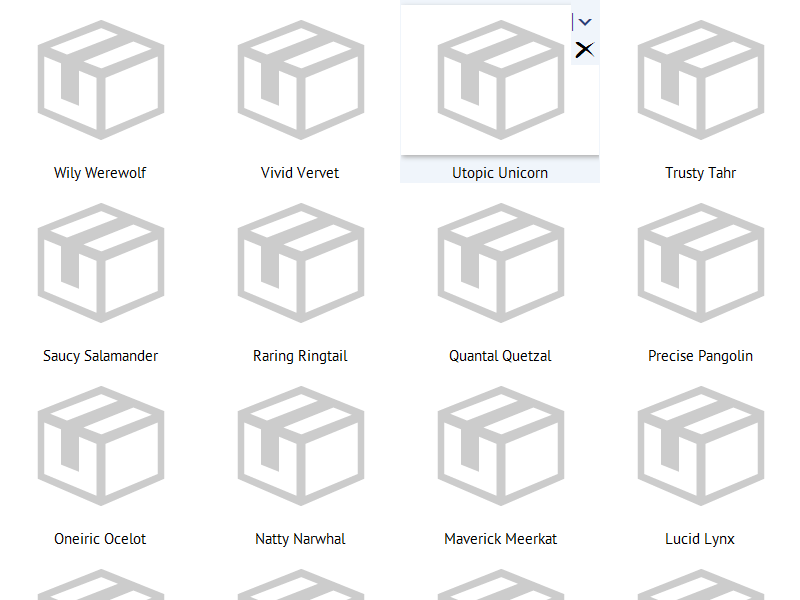 Wily Werewolf
Vivid Vervet
Utopic Unicorn
Trusty Tahr
Saucy Salamander
Raring Ringtail
Quantal Quetzal
Precise Pangolin
Oneiric Ocelot
Natty Narwhal
Maverick Meerkat
Lucid Lynx